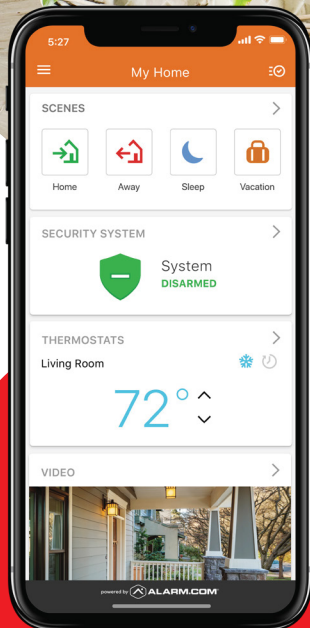 5:27
My Home
SCENES
Home Away Sleep Vacation
SECURITY SYSTEM
System
DISARMED
THERMOSTATS
Living Room
72°
VIDEO
powered by ALARM.COM